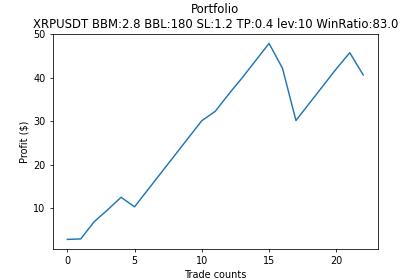 Portfolio
XRPUSDT BBM:2.8 BBL:180 SL:1.2 TP:0.4 lev:10 WinRatio:83.0
50
40
30
20
10
Profit ($)
0 5 10 15 20
Trade counts